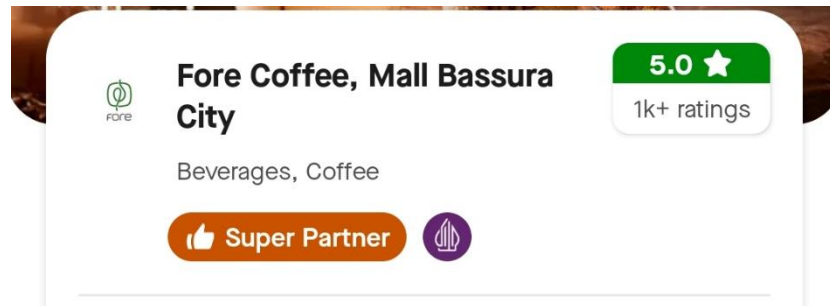 FORE
Fore Coffee, Mall Bassura
City
5.0
1k+ ratings
Beverages, Coffee
Super Partner